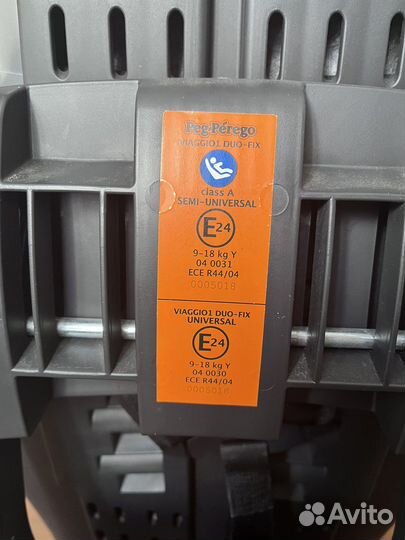 Peg-Pérego
VIAGGIO1 DUO-FIX
class A
SEMI-UNIVERSAL
E24
9-18 kg Y
04 0031
ECE R44/04
0005018
VIAGGIO1 DUO-FIX
UNIVERSAL
E24
9-18 kg Y
04 0030
ECE R44/04
0005018
Avito